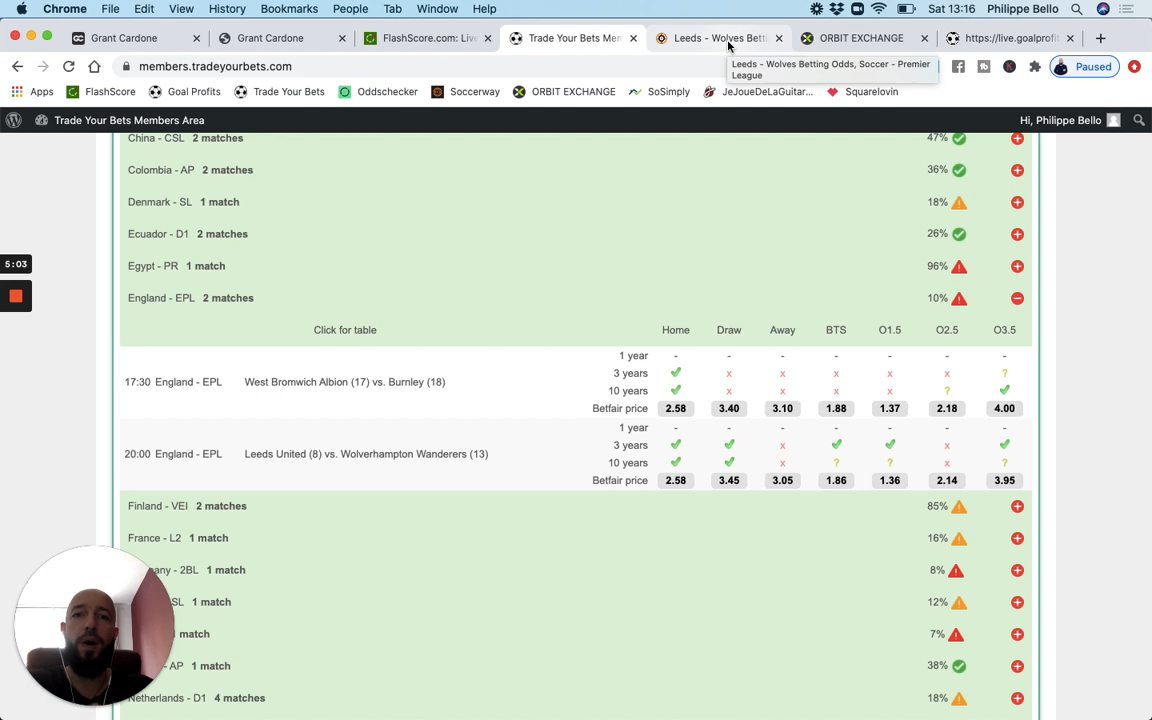 Chrome File Edit View History Bookmarks People Tab Window Help Sat 13:16 Philippe Bello
Grant Cardone Grant Cardone FlashScore.com: Live Trade Your Bets Mem Leeds - Wolves Betti ORBIT EXCHANGE https://live.goalprofit
members.tradeyourbets.com Paused
Leeds - Wolves Betting Odds, Soccer - Premier
League
Apps FlashScore Goal Profits Trade Your Bets Oddschecker Soccerway ORBIT EXCHANGE SoSimply JeJoueDeLaGuitar... Squarelovin
Trade Your Bets Members Area Hi, Philippe Bello
China - CSL 2 matches 47%
Colombia - AP 2 matches 36%
Denmark - SL 1 match 18%
Ecuador - D1 2 matches 26%
5:03
Egypt - PR 1 match 96%
England - EPL 2 matches 10%
Click for table Home Draw Away BTS O1.5 O2.5 O3.5
1 year - - - - - - -
3 years x x x x x ?
17:30 England - EPL West Bromwich Albion (17) vs. Burnley (18)
10 years x x x x ?
Betfair price 2.58 3.40 3.10 1.88 1.37 2.18 4.00
1 year - - - - - - -
3 years x x
20:00 England - EPL Leeds United (8) vs. Wolverhampton Wanderers (13)
10 years x ? ? x ?
Betfair price 2.58 3.45 3.05 1.86 1.36 2.14 3.95
Finland - VEI 2 matches 85%
France - L2 1 match 16%
many - 2BL 1 match 8%
SL 1 match 12%
match 7%
- AP 1 match 38%
Netherlands - D1 4 matches 18%